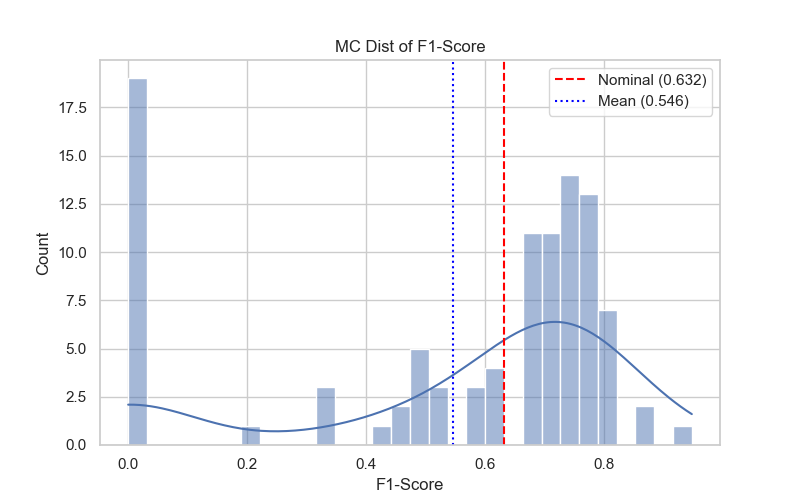 MC Dist of F1-Score
Nominal (0.632)
Mean (0.546)
17.5
15.0
12.5
10.0
7.5
5.0
2.5
0.0
Count
0.0 0.2 0.4 0.6 0.8
F1-Score